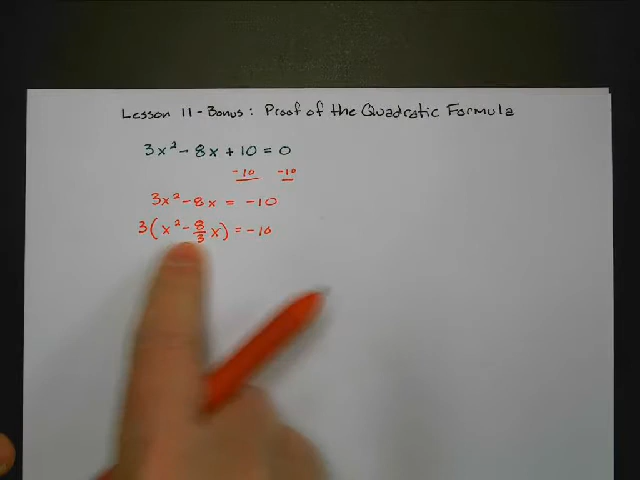 Lesson 11 - Bonus: Proof of the Quadratic Formula
3x² - 8x + 10 = 0
-10 -10
3x² - 8x = -10
3(x² - 8/3 x) = -10